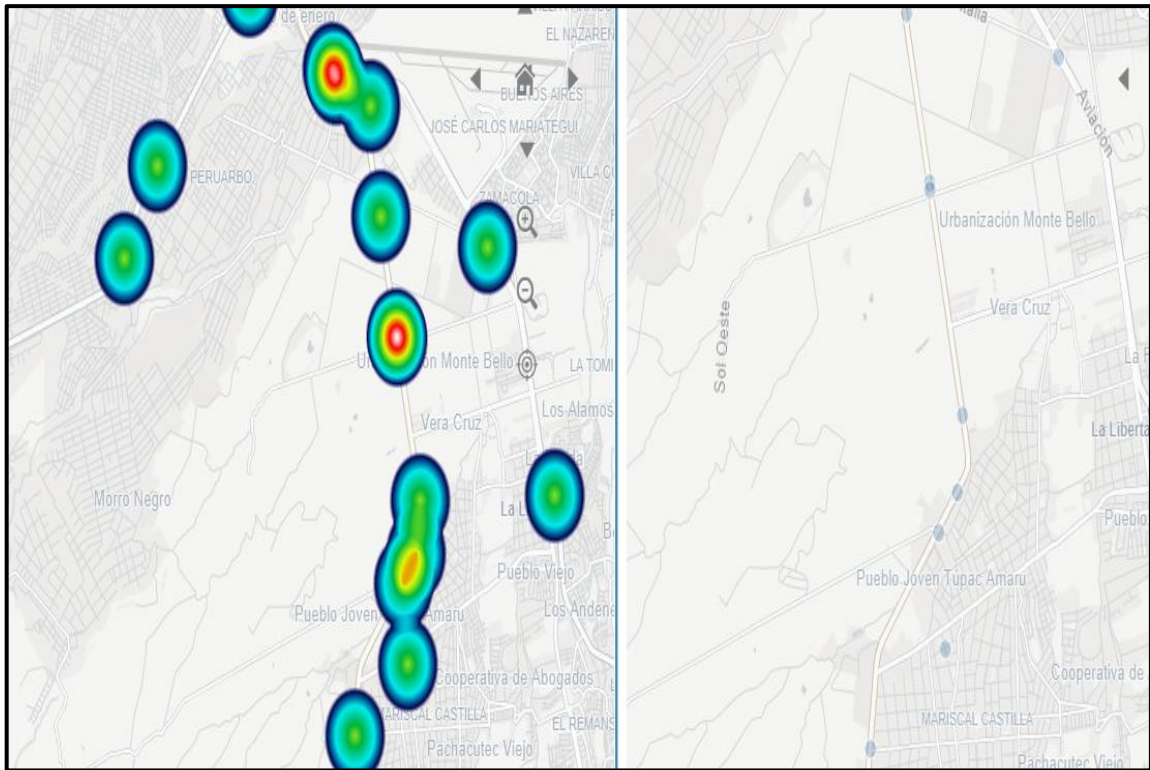 de enero
EL NAZAREN
BUENOS AIRES
JOSÉ CARLOS MARIÁTEGUI
PERUARBO
VILLA C
ZAMACOLA
Monte Bello
LA TOMI
Vera Cruz
Los Alamos
Morro Negro
La L
Pueblo Viejo
Pueblo Joven
Amaru
Los Andene
Cooperativa de Abogados
MARISCAL CASTILLA
EL REMANS
Pachacutec Viejo
Aviación
Urbanización Monte Bello
Vera Cruz
Sol Oeste
La Liberta
Pueblo
Pueblo Joven Tupac Amaru
Cooperativa de
MARISCAL CASTILLA
Pachacutec Viejo